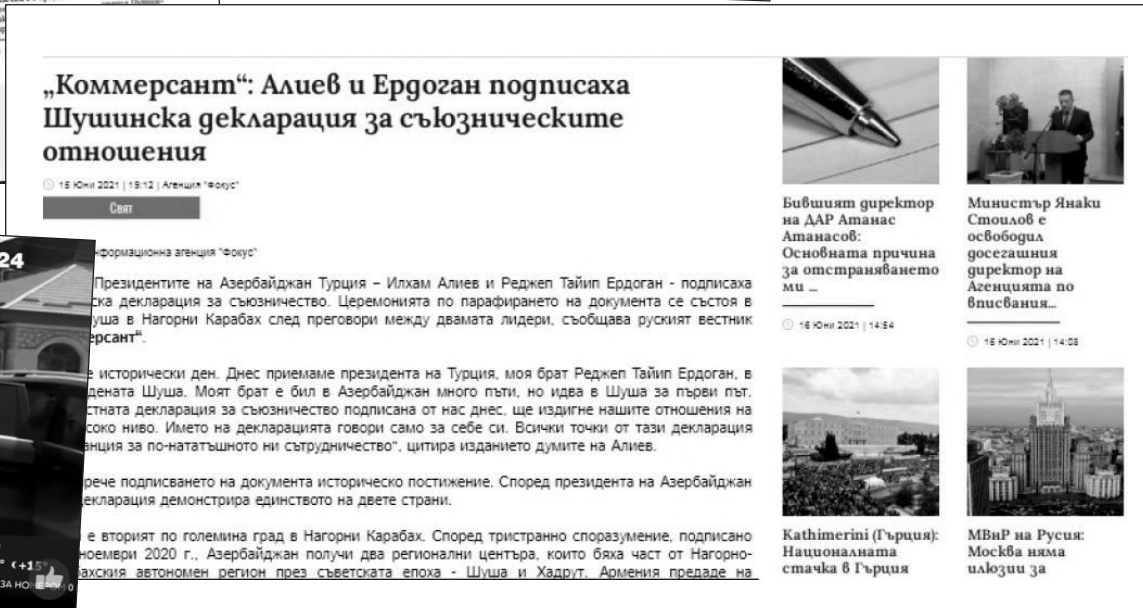 „Коммерсант“: Алиев и Ердоган подписаха
Шушинска декларация за съюзническите
отношения
15 Юни 2021 | 19:12 | Агенция "Фокус"
Свят
нформационна агенция "Фокус"
Президентите на Азербайджан Турция – Илхам Алиев и Реджеп Тайип Ердоган - подписаха
ска декларация за съюзничество. Церемонията по парафирането на документа се състоя в
уша в Нагорни Карабах след преговори между двамата лидери, съобщава руският вестник
ерсант".
е исторически ден. Днес приемаме президента на Турция, моя брат Реджеп Тайип Ердоган, в
дената Шуша. Моят брат е бил в Азербайджан много пъти, но идва в Шуша за първи път.
стната декларация за съюзничество подписана от нас днес, ще издигне нашите отношения на
соко ниво. Името на декларацията говори само за себе си. Всички точки от тази декларация
анция за по-нататъшното ни сътрудничество", цитира изданието думите на Алиев.
рече подписването на документа историческо постижение. Според президента на Азербайджан
екларация демонстрира единството на двете страни.
е вторият по големина град в Нагорни Карабах. Според тристранно споразумение, подписано
ноември 2020 г., Азербайджан получи два регионални центъра, които бяха част от Нагорно-
бахския автономен регион през съветската епоха - Шуша и Хадрут. Армения предаде на
Бившият директор
на ДАР Атанас
Атанасов:
Основната причина
за отстраняването
ми ...
16 Юни 2021 | 14:54
Министър Янаки
Стоилов е
освободил
досегашния
директор на
Агенцията по
вписвания...
16 Юни 2021 | 14:08
Kathimerini (Гърция):
Националната
стачка в Гърция
МВнР на Русия:
Москва няма
илюзии за
24